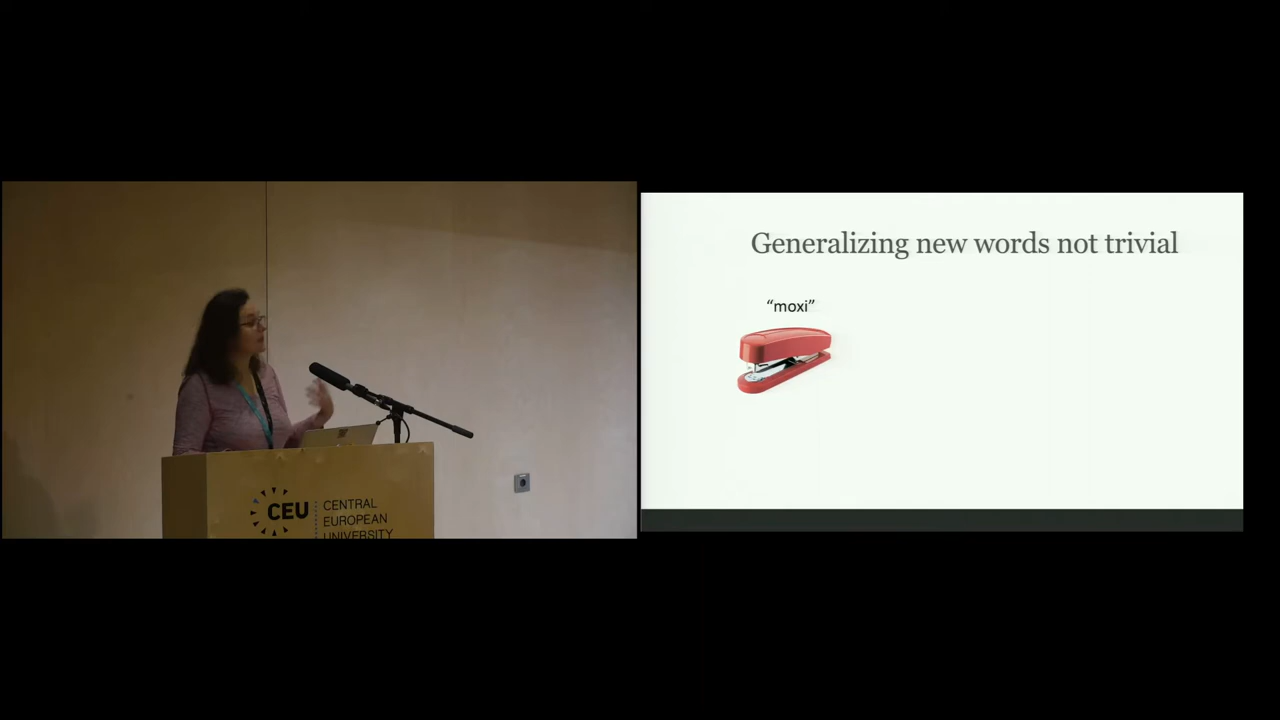 Generalizing new words not trivial
“moxi”
CEU
CENTRAL
EUROPEAN
UNIVERSITY